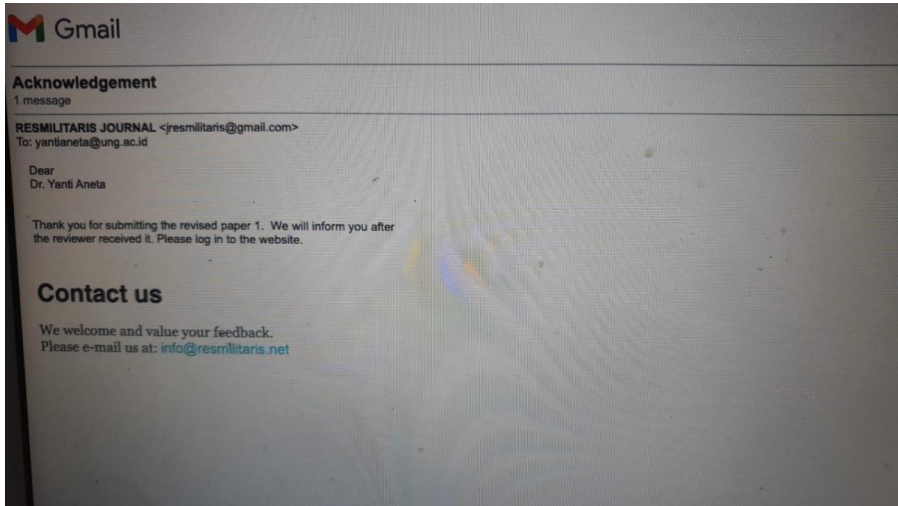 Gmail
Acknowledgement
1 message
RESMILITARIS JOURNAL <jresmilitaris@gmail.com>
To: yantianeta@ung.ac.id
Dear
Dr. Yanti Aneta
Thank you for submitting the revised paper 1. We will inform you after
the reviewer received it. Please log in to the website.
Contact us
We welcome and value your feedback.
Please e-mail us at: info@resmilitaris.net